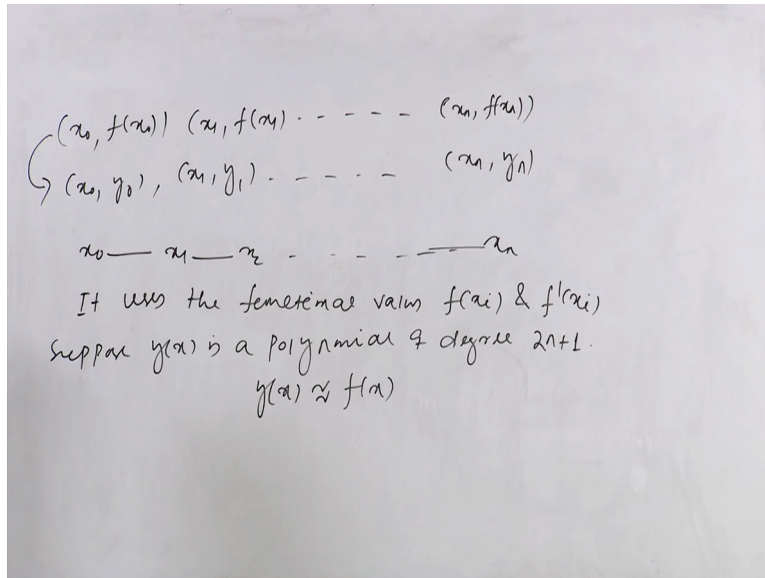 (x₀, f(x₀)) (x₁, f(x₁) . - - - - - (xₙ, f(xₙ))
(x₀, y₀), (x₁, y₁) . - - . - (xₙ, yₙ)
x₀ — x₁ — x₂ - . - . - — xₙ
It uses the values f(xᵢ) & f'(xᵢ)
Suppose y(x) is a polynomial of degree 2n+1.
y(x) ≈ f(x)